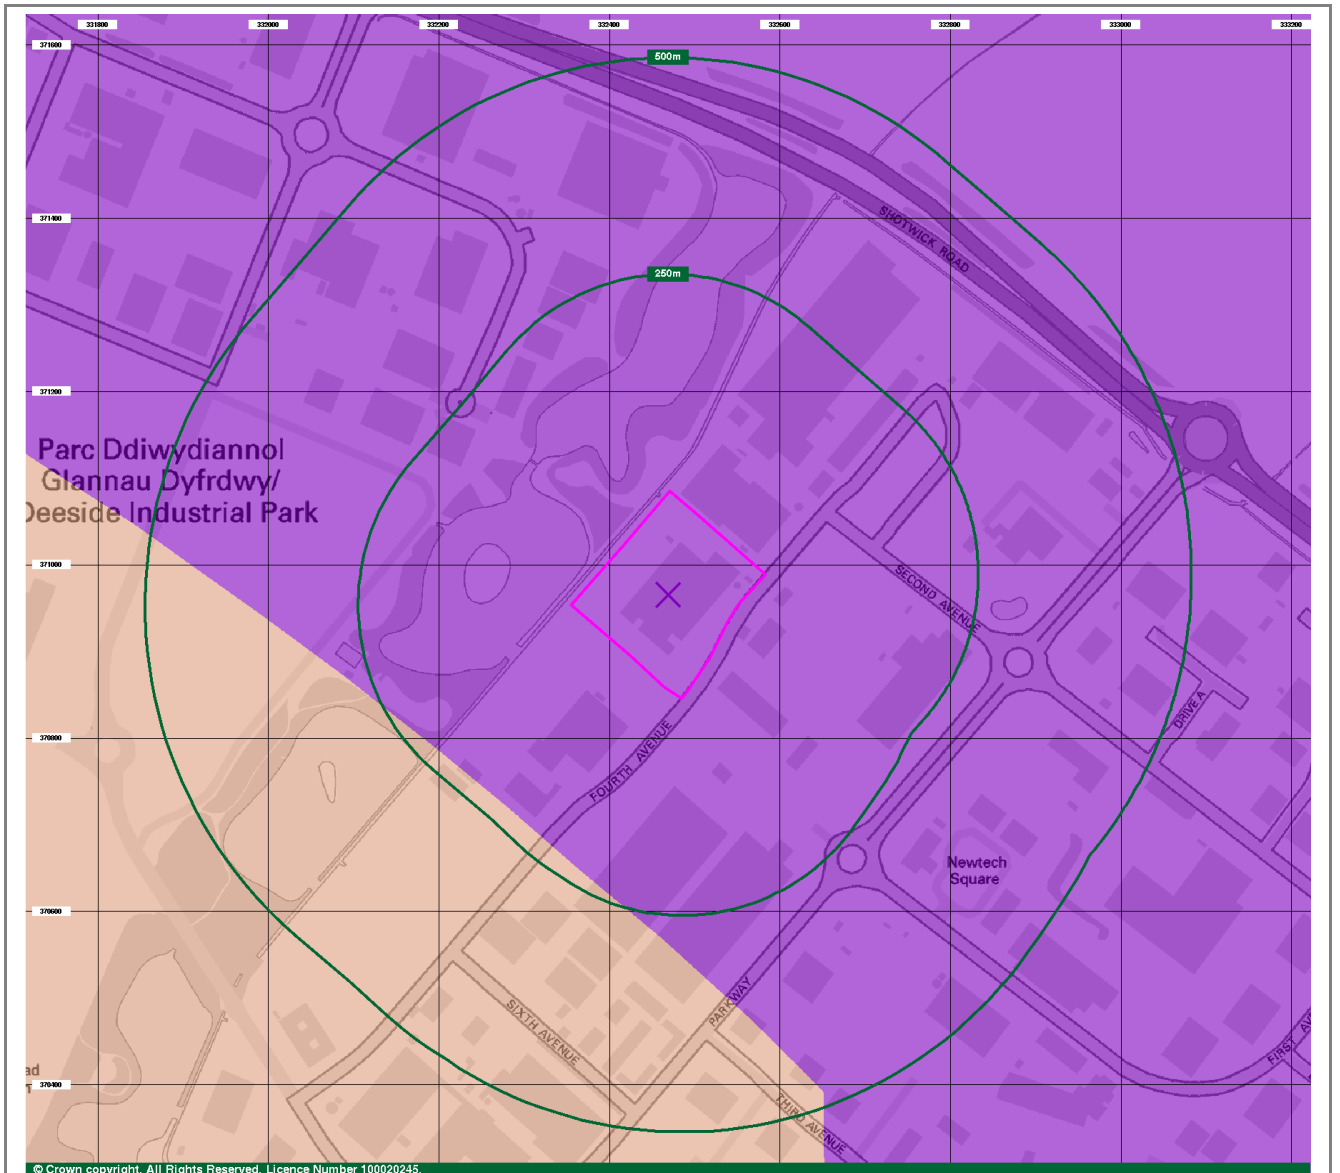 331800
332000
332200
332400
332600
332800
333000
333200
371600
500m
371400
SHOTWICK ROAD
250m
371200
Parc Ddiwydiannol
Glannau Dyfrdwy/
Deeside Industrial Park
371000
SECOND AVENUE
DRIVE A
370800
FOURTH AVENUE
Newtech
Square
370600
PARKWAY
SIXTH AVENUE
FIRST AV
ad
370400
THIRD AVENUE
© Crown copyright. All Rights Reserved. Licence Number 100020245.